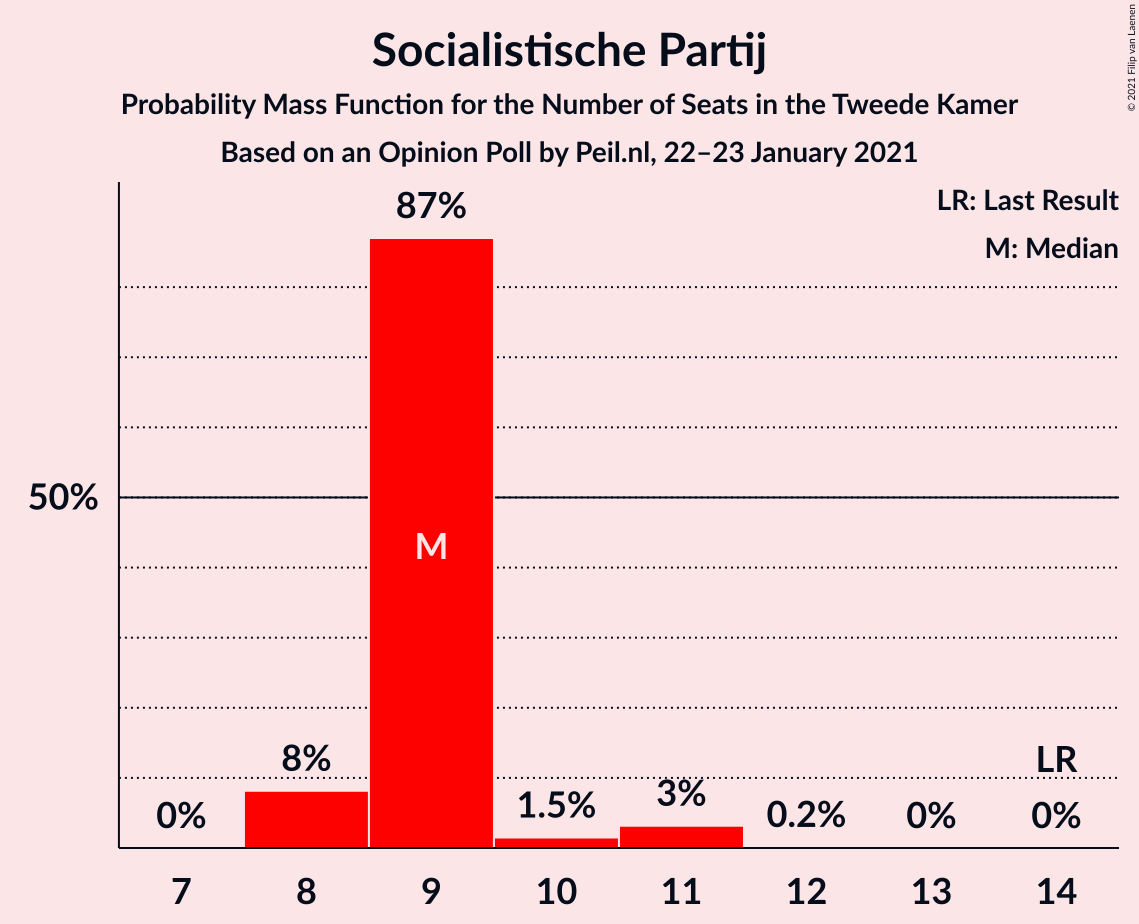 Socialistische Partij
Probability Mass Function for the Number of Seats in the Tweede Kamer
Based on an Opinion Poll by Peil.nl, 22–23 January 2021
© 2021 Filip van Laenen
LR: Last Result
M: Median
87%
50%
M
8%
LR
0%
1.5%
3%
0.2%
0%
0%
7 8 9 10 11 12 13 14